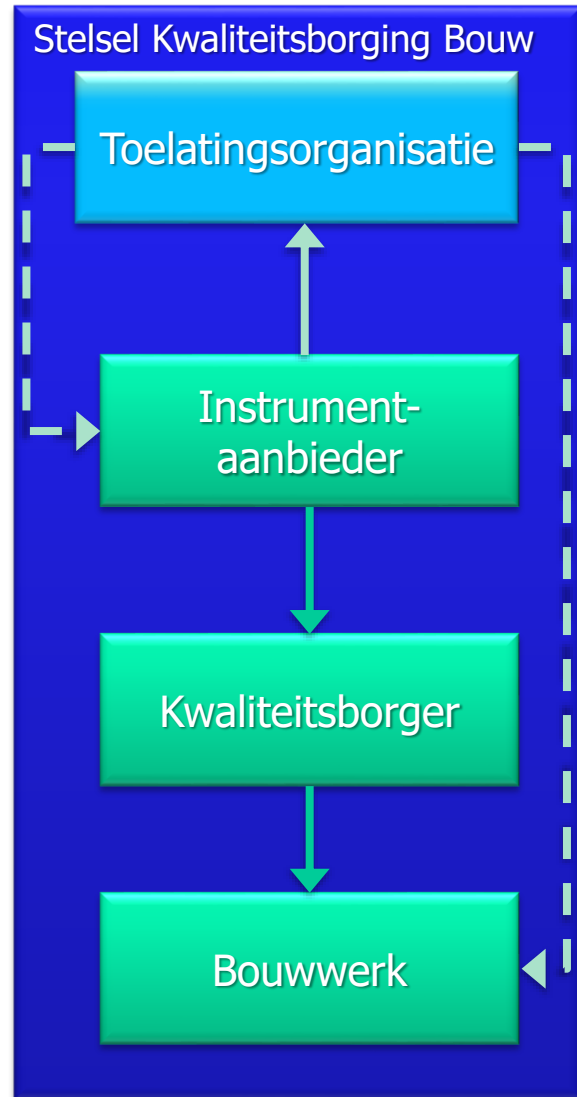 Stelsel Kwaliteitsborging Bouw
Toelatingsorganisatie
Instrument-
aanbieder
Kwaliteitsborger
Bouwwerk